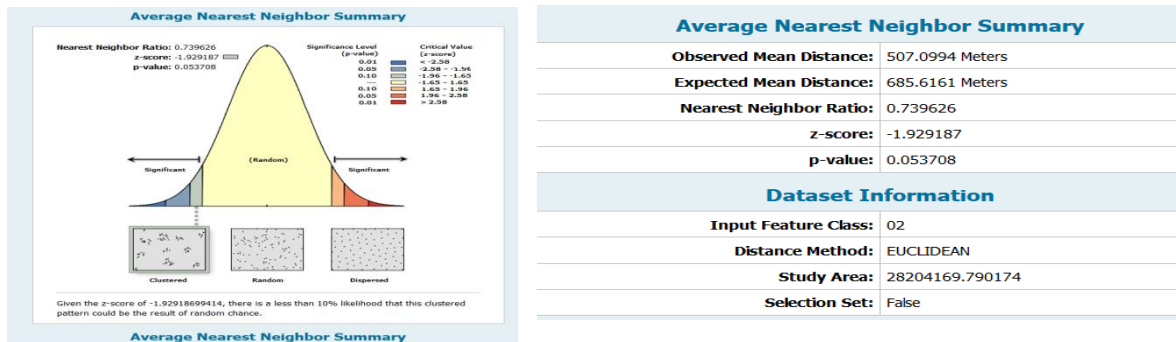 Average Nearest Neighbor Summary
Nearest Neighbor Ratio: 0.739626
z-score: -1.929187
p-value: 0.053708
Significance Level
(p-value)
Critical Value
(z-score)
0.01 < -2.58
0.05 -2.58 - -1.96
0.10 -1.96 - -1.65
--- -1.65 - 1.65
0.10 1.65 - 1.96
0.05 1.96 - 2.58
0.01 > 2.58
(Random)
Significant
Significant
Clustered
Random
Dispersed
Given the z-score of -1.92918699414, there is a less than 10% likelihood that this clustered
pattern could be the result of random chance.
Average Nearest Neighbor Summary
Average Nearest Neighbor Summary
Observed Mean Distance: 507.0994 Meters
Expected Mean Distance: 685.6161 Meters
Nearest Neighbor Ratio: 0.739626
z-score: -1.929187
p-value: 0.053708
Dataset Information
Input Feature Class: 02
Distance Method: EUCLIDEAN
Study Area: 28204169.790174
Selection Set: False